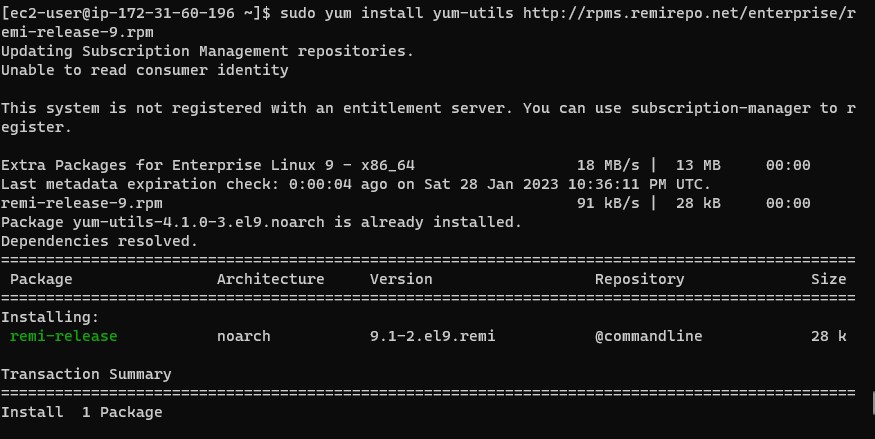 [ec2-user@ip-172-31-60-196 ~]$ sudo yum install yum-utils http://rpms.remirepo.net/enterprise/r
emi-release-9.rpm
Updating Subscription Management repositories.
Unable to read consumer identity
This system is not registered with an entitlement server. You can use subscription-manager to r
egister.
Extra Packages for Enterprise Linux 9 - x86_64                  18 MB/s |  13 MB     00:00
Last metadata expiration check: 0:00:04 ago on Sat 28 Jan 2023 10:36:11 PM UTC.
remi-release-9.rpm                                              91 kB/s |  28 kB     00:00
Package yum-utils-4.1.0-3.el9.noarch is already installed.
Dependencies resolved.
===============================================================================================
 Package                Architecture     Version                  Repository              Size
===============================================================================================
Installing:
 remi-release           noarch           9.1-2.el9.remi           @commandline            28 k
Transaction Summary
===============================================================================================
Install  1 Package